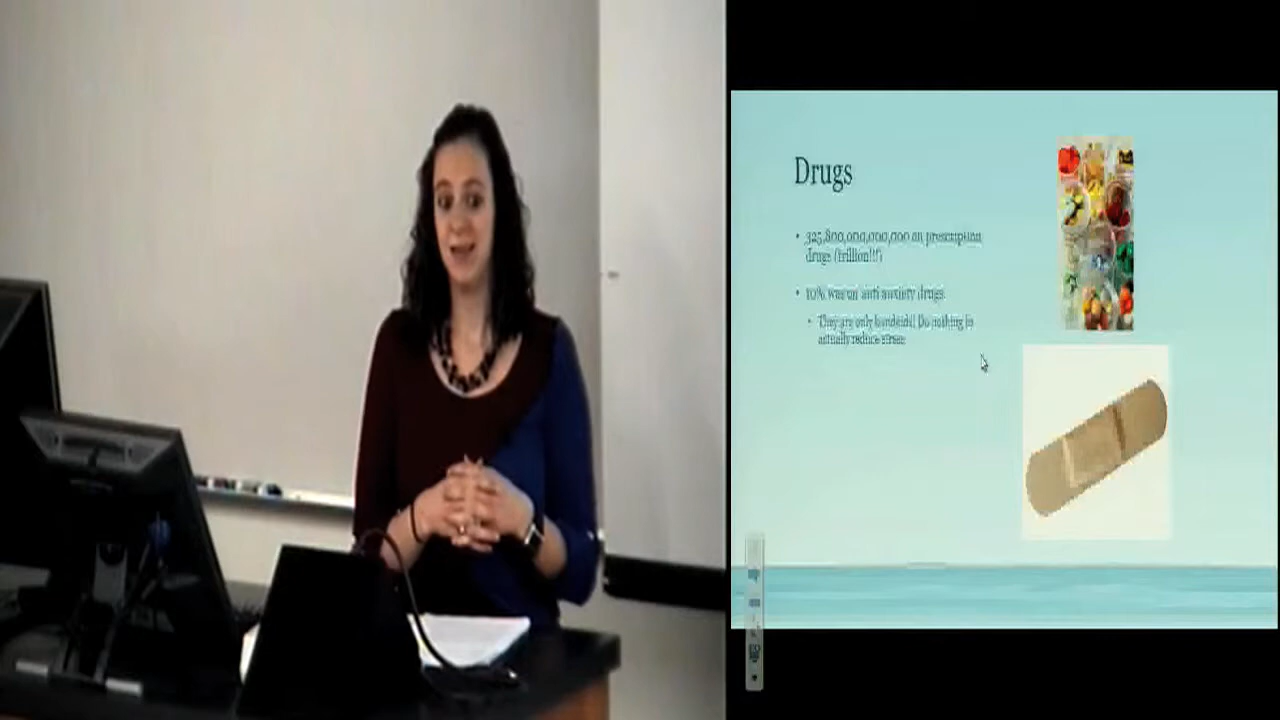 Drugs
• 325,800,000,000,000 on prescription
drugs (trillion!!!)
• 10% was on anti anxiety drugs.
• They are only bandaids! Do nothing to
actually reduce stress